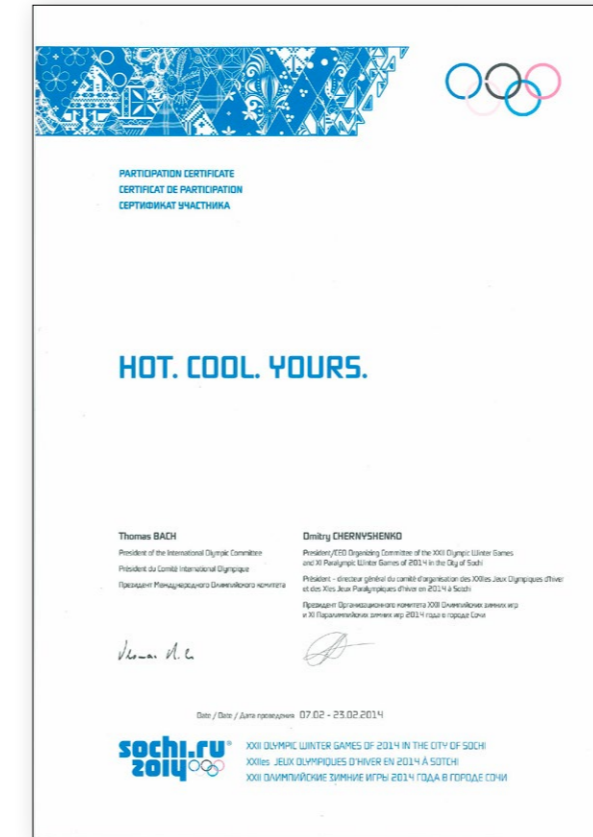 PARTICIPATION CERTIFICATE
CERTIFICAT DE PARTICIPATION
СЕРТИФИКАТ УЧАСТНИКА
HOT. COOL. YOURS.
Thomas BACH
President of the International Olympic Committee
Président du Comité International Olympique
Президент Международного Олимпийского комитета
Dmitry CHERNYSHENKO
President/CEO Organizing Committee of the XXII Olympic Winter Games
and XI Paralympic Winter Games of 2014 in the City of Sochi
Président - directeur général du comité d'organisation des XXIIes Jeux Olympiques d'hiver
et des XIes Jeux Paralympiques d'hiver en 2014 à Sotchi
Президент Организационного комитета XXII Олимпийских зимних игр
и XI Паралимпийских зимних игр 2014 года в городе Сочи
Date / Date / Дата проведения 07.02 - 23.02.2014
sochi.ru
2014
XXII OLYMPIC WINTER GAMES OF 2014 IN THE CITY OF SOCHI
XXIIes JEUX OLYMPIQUES D'HIVER EN 2014 À SOTCHI
XXII ОЛИМПИЙСКИЕ ЗИМНИЕ ИГРЫ 2014 ГОДА В ГОРОДЕ СОЧИ